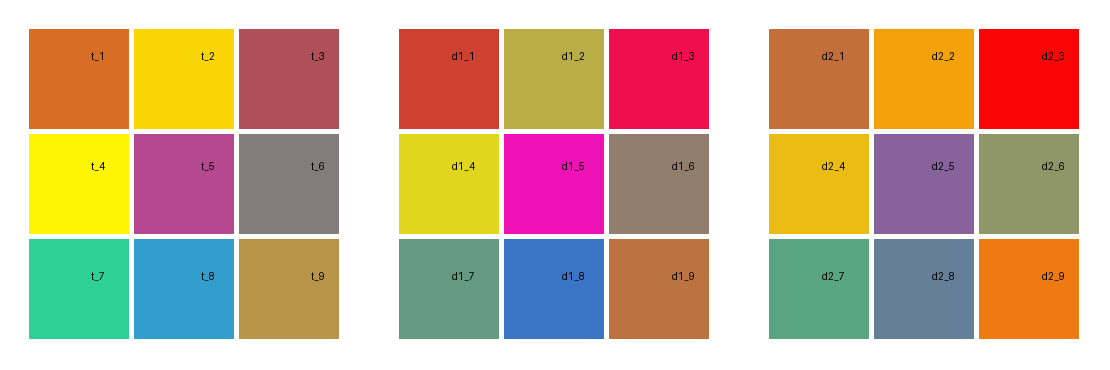 t_1 t_2 t_3 d1_1 d1_2 d1_3 d2_1 d2_2 d2_3
t_4 t_5 t_6 d1_4 d1_5 d1_6 d2_4 d2_5 d2_6
t_7 t_8 t_9 d1_7 d1_8 d1_9 d2_7 d2_8 d2_9